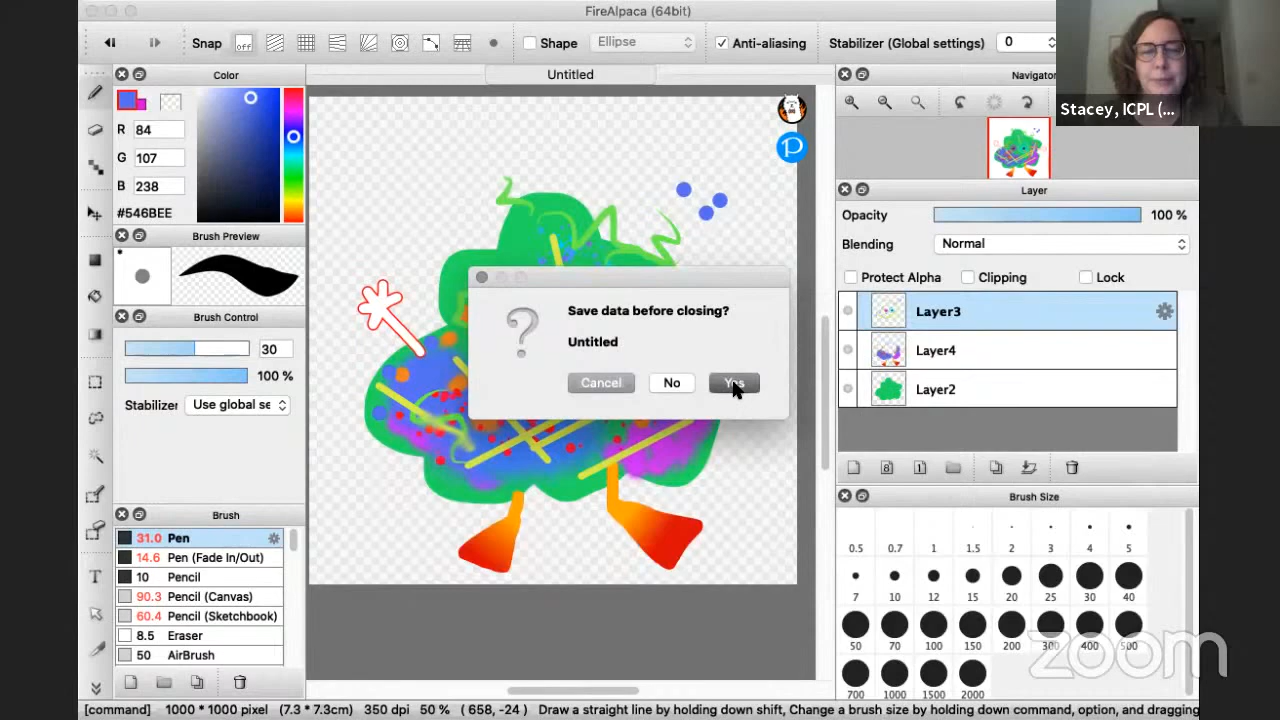 FireAlpaca (64bit)
Snap
off
Shape
Ellipse
Anti-aliasing
Stabilizer (Global settings)
0
Stacey, ICPL (...
Color
Untitled
Navigator
R
84
G
107
B
238
#546BEE
Brush Preview
Brush Control
30
100 %
Stabilizer
Use global se
Layer
Opacity
100 %
Blending
Normal
Protect Alpha
Clipping
Lock
Layer3
Layer4
Layer2
8
1
Save data before closing?
Untitled
Cancel
No
Yes
Brush
31.0 Pen
14.6 Pen (Fade In/Out)
10 Pencil
90.3 Pencil (Canvas)
60.4 Pencil (Sketchbook)
8.5 Eraser
50 AirBrush
T
Brush Size
0.5 0.7 1 1.5 2 3 4 5
7 10 12 15 20 25 30 40
50 70 100 150 200 300 400 500
700 1000 1500 2000
zoom
[command] 1000 * 1000 pixel (7.3 * 7.3cm) 350 dpi 50 % ( 658, -24 ) Draw a straight line by holding down shift, Change a brush size by holding down command, option, and dragging